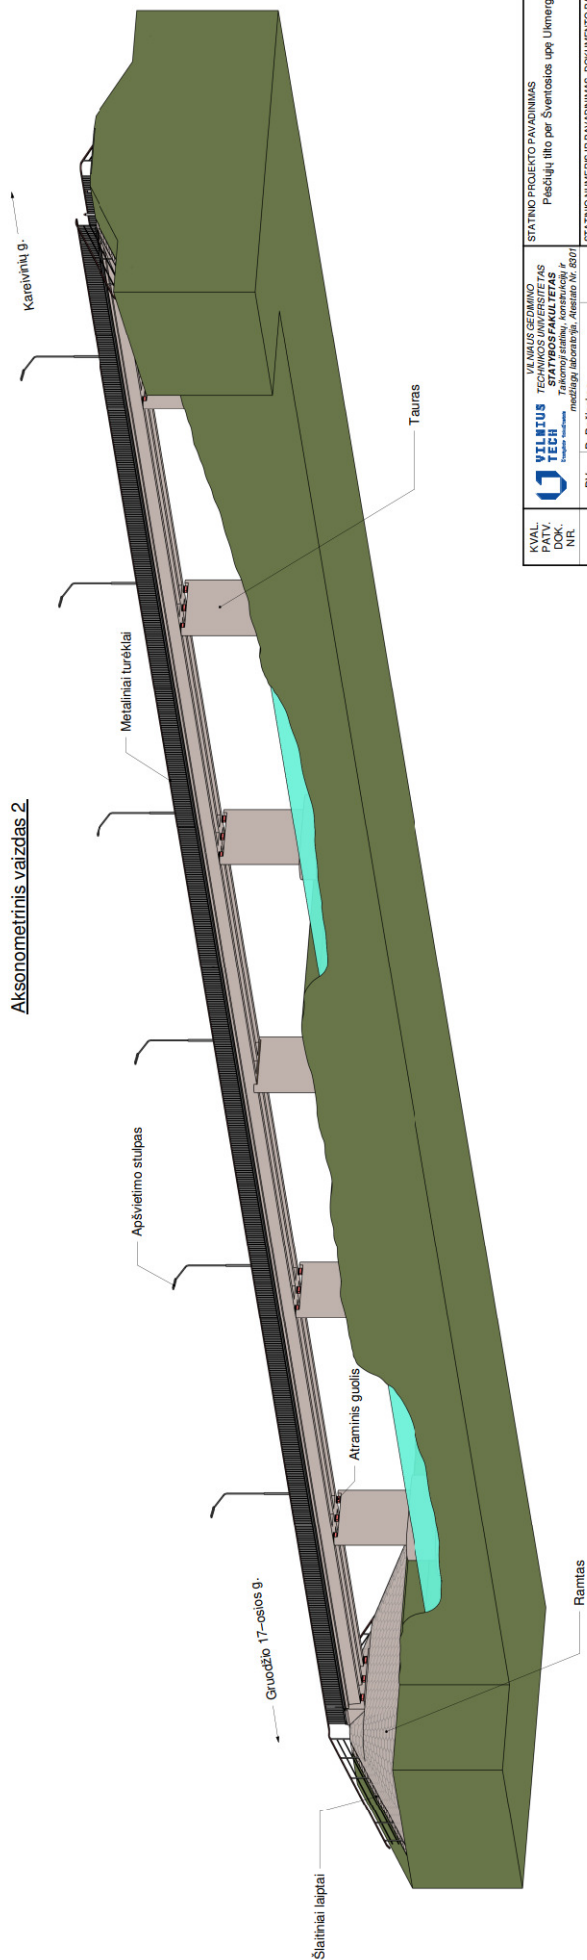 Aksonometrinis vaizdas 2
Kareivinių g.
Metaliniai turėklai
Tauras
Apšvietimo stulpas
Atraminis guolis
Gruodžio 17–osios g.
Šlaitiniai laiptai
Ramtas
KVAL.
PATV.
DOK.
NR.
VILNIUS
TECH
VILNIAUS GEDIMINO
TECHNIKOS UNIVERSITETAS
STATYBOS FAKULTETAS
Taikomoji statinių, konstrukcijų ir
medžiagų laboratorija, Atestato Nr. 8301
STATINIO PROJEKTO PAVADINIMAS
Pėsčiųjų tilto per Šventosios upę Ukmerg